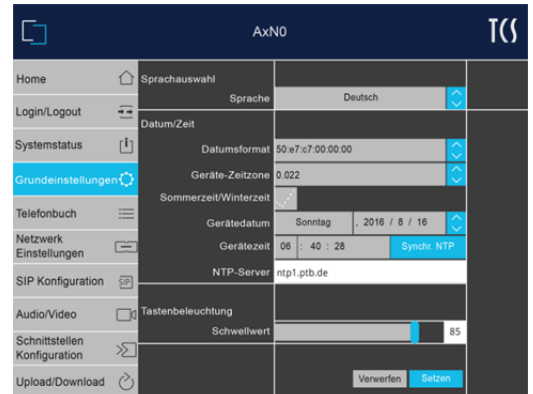 AxN0
TCS
Home
Login/Logout
Systemstatus
Grundeinstellungen
Telefonbuch
Netzwerk
Einstellungen
SIP Konfiguration
SIP
Audio/Video
Schnittstellen
Konfiguration
Upload/Download
Sprachauswahl
Sprache Deutsch
Datum/Zeit
Datumsformat 50:e7:c7:00:00:00
Geräte-Zeitzone 0.022
Sommerzeit/Winterzeit
Gerätedatum Sonntag , 2016 / 8 / 16
Gerätezeit 06 : 40 : 28 Synchr. NTP
NTP-Server ntp1.ptb.de
Tastenbeleuchtung
Schwellwert 85
Verwerfen Setzen